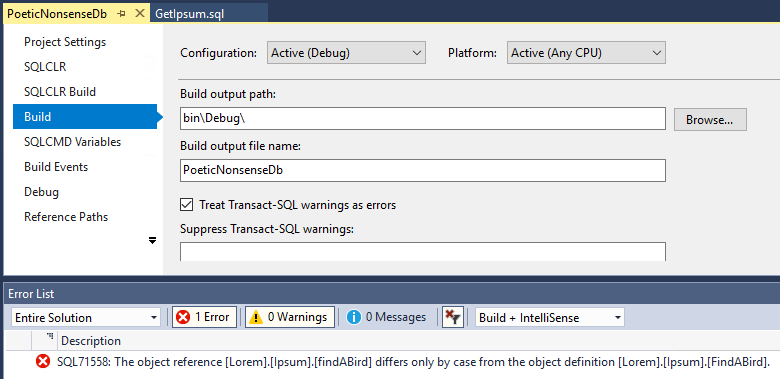 PoeticNonsenseDb GetIpsum.sql
Project Settings
SQLCLR
SQLCLR Build
Build
SQLCMD Variables
Build Events
Debug
Reference Paths
Configuration: Active (Debug) Platform: Active (Any CPU)
Build output path:
bin\Debug\ Browse...
Build output file name:
PoeticNonsenseDb
Treat Transact-SQL warnings as errors
Suppress Transact-SQL warnings:
Error List
Entire Solution 1 Error 0 Warnings 0 Messages Build + IntelliSense
Description
SQL71558: The object reference [Lorem].[Ipsum].[findABird] differs only by case from the object definition [Lorem].[Ipsum].[FindABird].